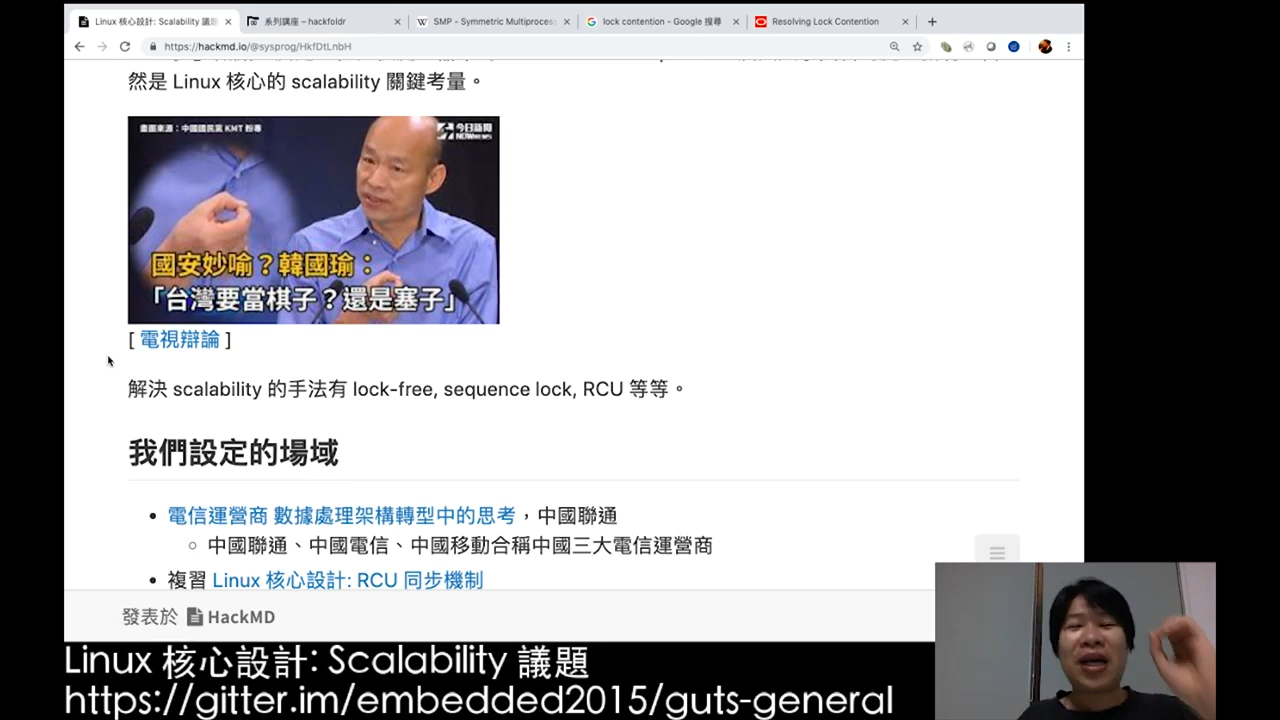 Linux 核心設計: Scalability 議題
系列講座 – hackfoldr
SMP - Symmetric Multiprocess
lock contention - Google 搜尋
Resolving Lock Contention
https://hackmd.io/@sysprog/HkfDtLnbH
然是 Linux 核心的 scalability 關鍵考量。
畫面來源：中國國民黨 KMT 粉專
今日新聞
NOWnews
國安妙喻？韓國瑜：
「台灣要當棋子？還是塞子」
[ 電視辯論 ]
解決 scalability 的手法有 lock-free, sequence lock, RCU 等等。
我們設定的場域
電信運營商 數據處理架構轉型中的思考，中國聯通
中國聯通、中國電信、中國移動合稱中國三大電信運營商
複習 Linux 核心設計: RCU 同步機制
發表於 HackMD
Linux 核心設計: Scalability 議題
https://gitter.im/embedded2015/guts-general